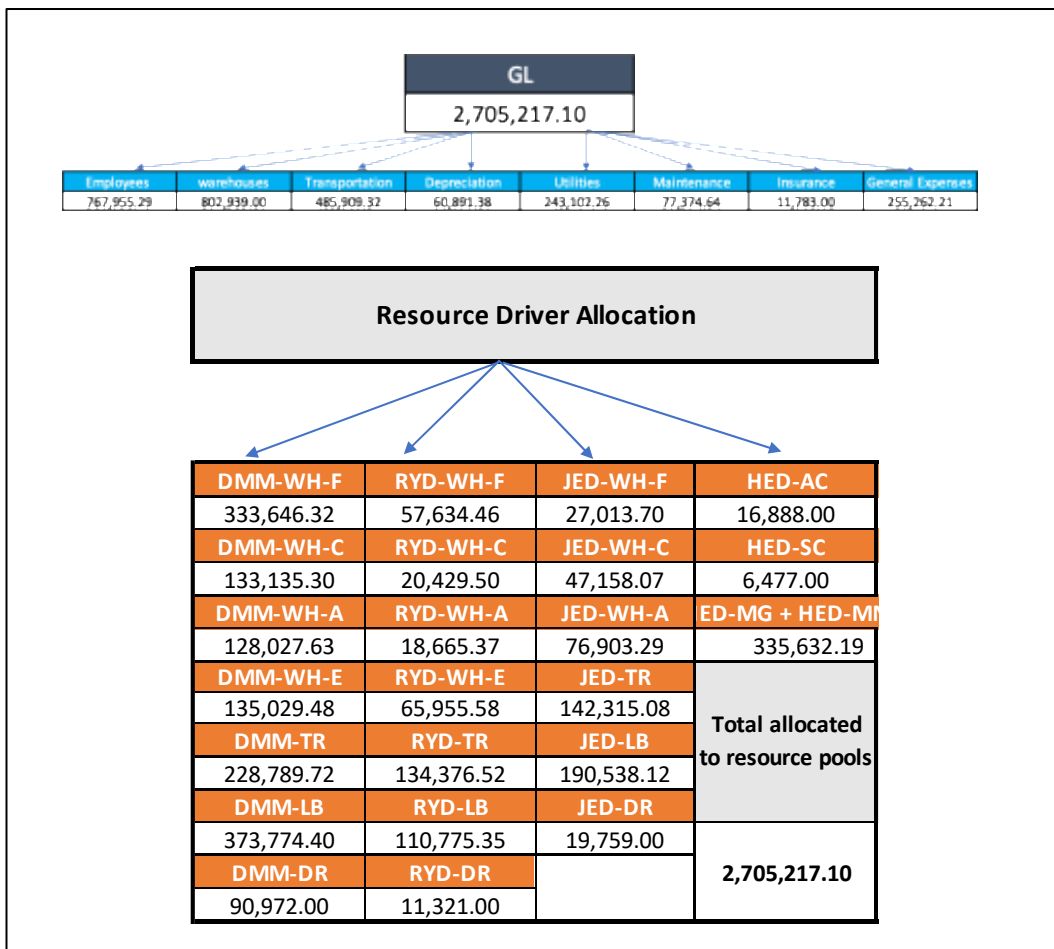 GL
2,705,217.10
Employees warehouses Transportation Depreciation Utilities Maintenance Insurance General Expenses
767,955.29 802,939.00 485,909.32 60,891.38 243,102.26 77,374.64 11,783.00 255,262.21
Resource Driver Allocation
DMM-WH-F RYD-WH-F JED-WH-F HED-AC
333,646.32 57,634.46 27,013.70 16,888.00
DMM-WH-C RYD-WH-C JED-WH-C HED-SC
133,135.30 20,429.50 47,158.07 6,477.00
DMM-WH-A RYD-WH-A JED-WH-A ED-MG + HED-MN
128,027.63 18,665.37 76,903.29 335,632.19
DMM-WH-E RYD-WH-E JED-TR
135,029.48 65,955.58 142,315.08
Total allocated
to resource pools
DMM-TR RYD-TR JED-LB
228,789.72 134,376.52 190,538.12
DMM-LB RYD-LB JED-DR
373,774.40 110,775.35 19,759.00
2,705,217.10
DMM-DR RYD-DR
90,972.00 11,321.00